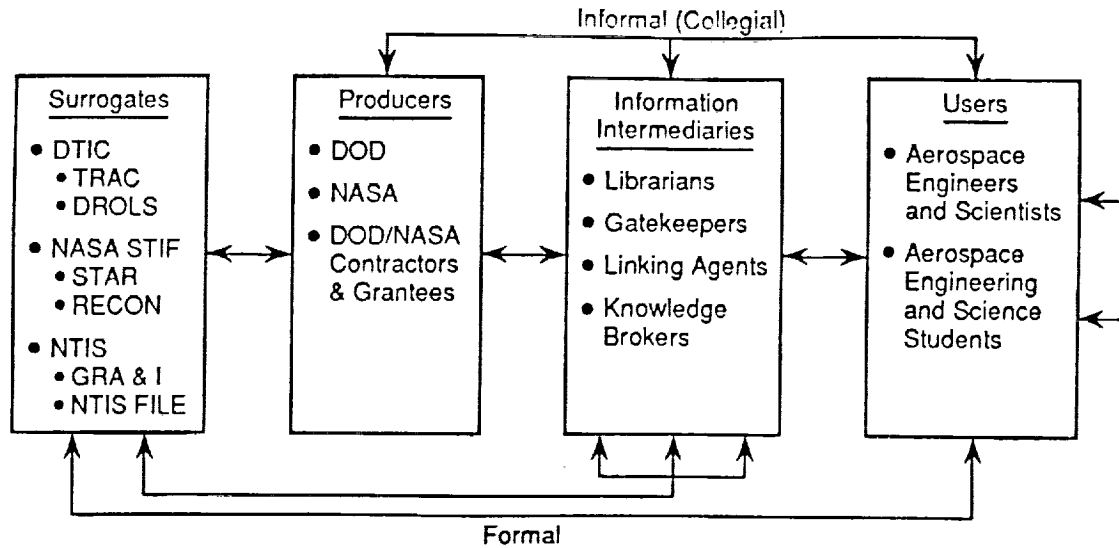 Informal (Collegial)
Surrogates
• DTIC
• TRAC
• DROLS
• NASA STIF
• STAR
• RECON
• NTIS
• GRA & I
• NTIS FILE
Producers
• DOD
• NASA
• DOD/NASA
Contractors
& Grantees
Information
Intermediaries
• Librarians
• Gatekeepers
• Linking Agents
• Knowledge
Brokers
Users
• Aerospace
Engineers
and Scientists
• Aerospace
Engineering
and Science
Students
Formal